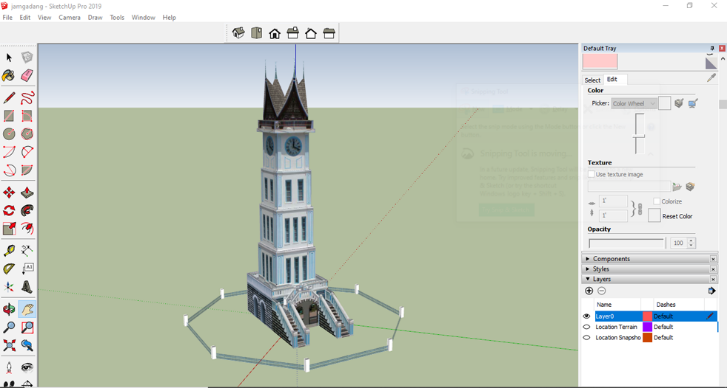 jamgadang - SketchUp Pro 2019
File Edit View Camera Draw Tools Window Help
Default Tray
Select Edit
Color
Picker: Color Wheel
Texture
Use texture image
1'
Colorize
1'
Reset Color
Opacity
100
Components
Styles
Layers
Name Dashes
Layer0 Default
Location Terrain Default
Location Snapsho Default